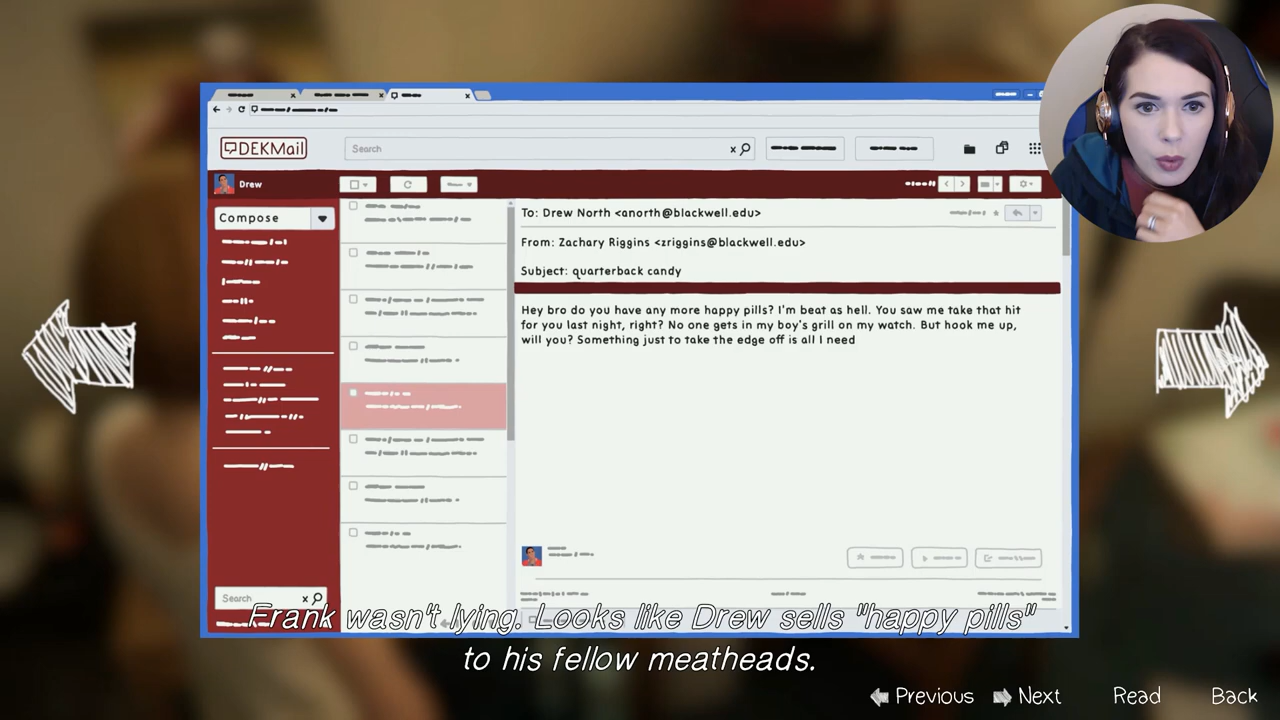 DEKMail
Search
Drew
Compose
To: Drew North <anorth@blackwell.edu>
From: Zachary Riggins <zriggins@blackwell.edu>
Subject: quarterback candy
Hey bro do you have any more happy pills? I'm beat as hell. You saw me take that hit
for you last night, right? No one gets in my boy's grill on my watch. But hook me up,
will you? Something just to take the edge off is all I need
Search
Frank wasn't lying. Looks like Drew sells "happy pills"
to his fellow meatheads.
Previous Next Read Back